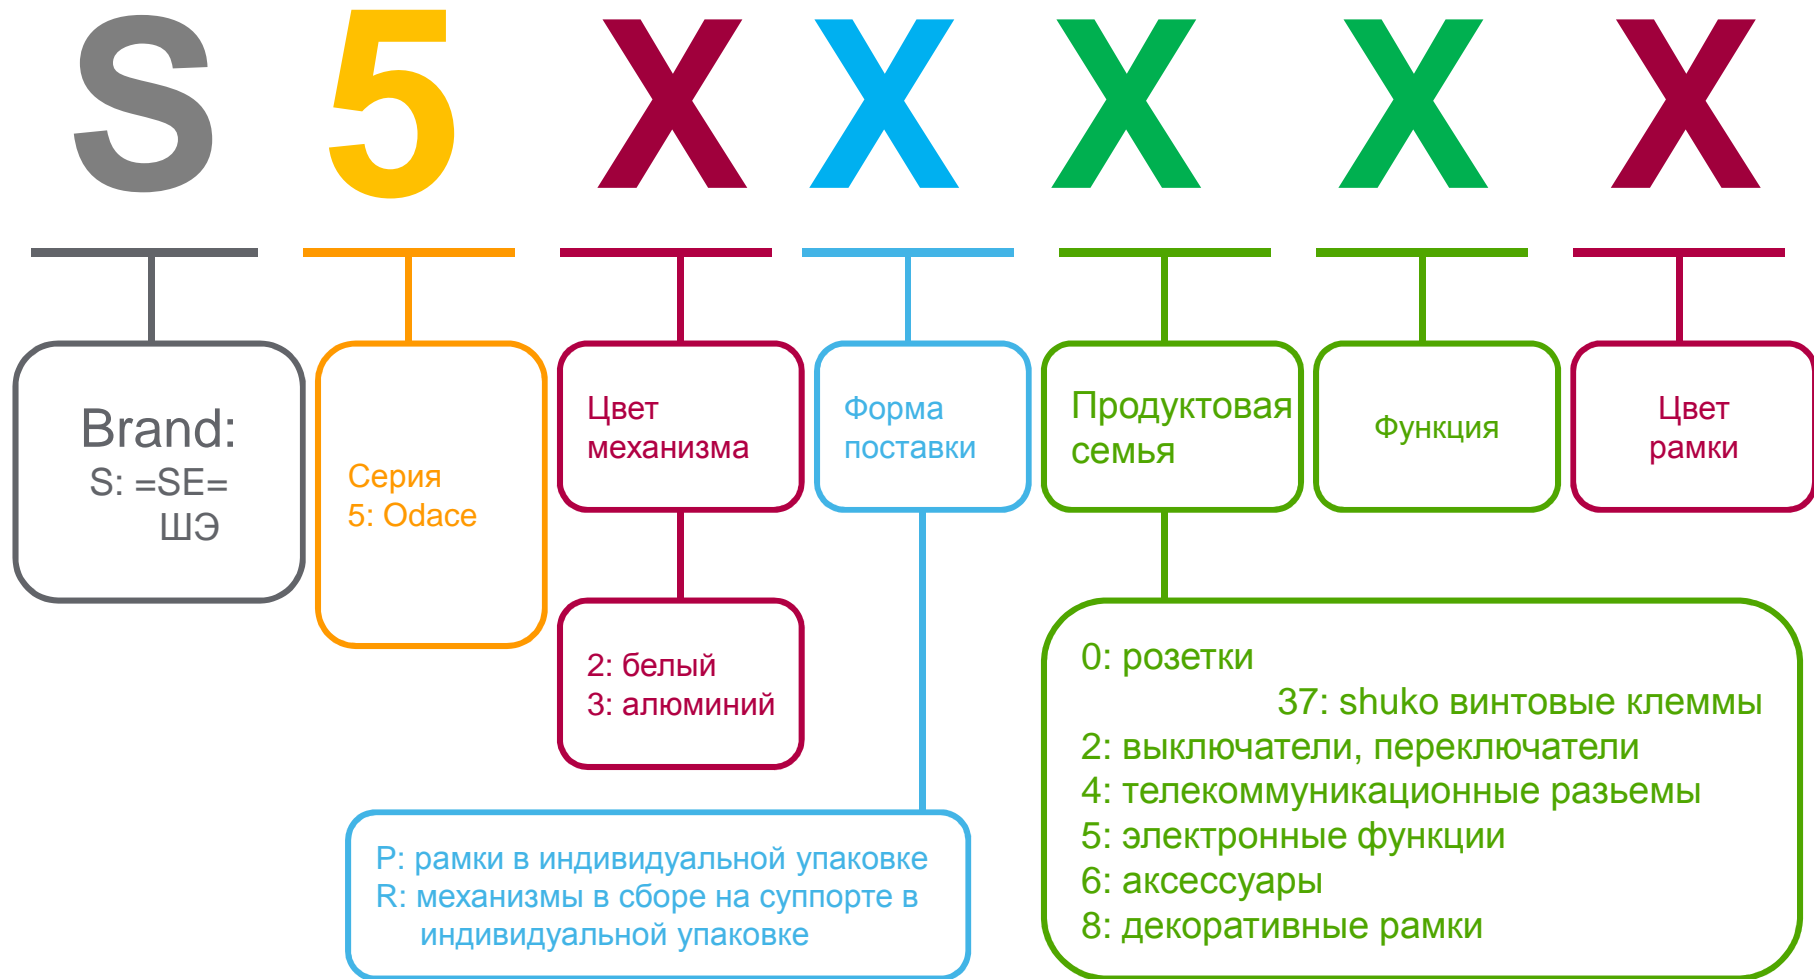 S 5 X X X X X
Brand:
S: =SE=
ШЭ
Серия
5: Odace
Цвет
механизма
Форма
поставки
Продуктовая
семья
Функция
Цвет
рамки
2: белый
3: алюминий
P: рамки в индивидуальной упаковке
R: механизмы в сборе на суппорте в
индивидуальной упаковке
0: розетки
37: shuko винтовые клеммы
2: выключатели, переключатели
4: телекоммуникационные разьемы
5: электронные функции
6: аксессуары
8: декоративные рамки